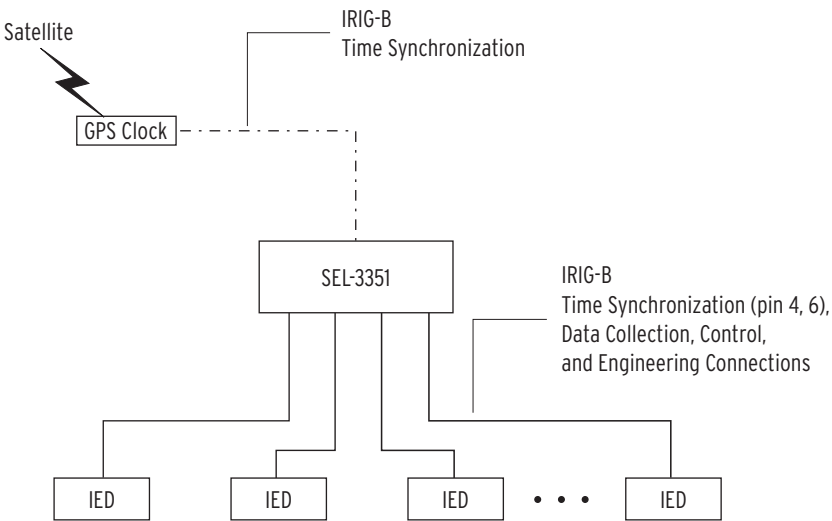 IRIG-B
Time Synchronization
Satellite
GPS Clock
SEL-3351
IRIG-B
Time Synchronization (pin 4, 6),
Data Collection, Control,
and Engineering Connections
IED
IED
IED
IED